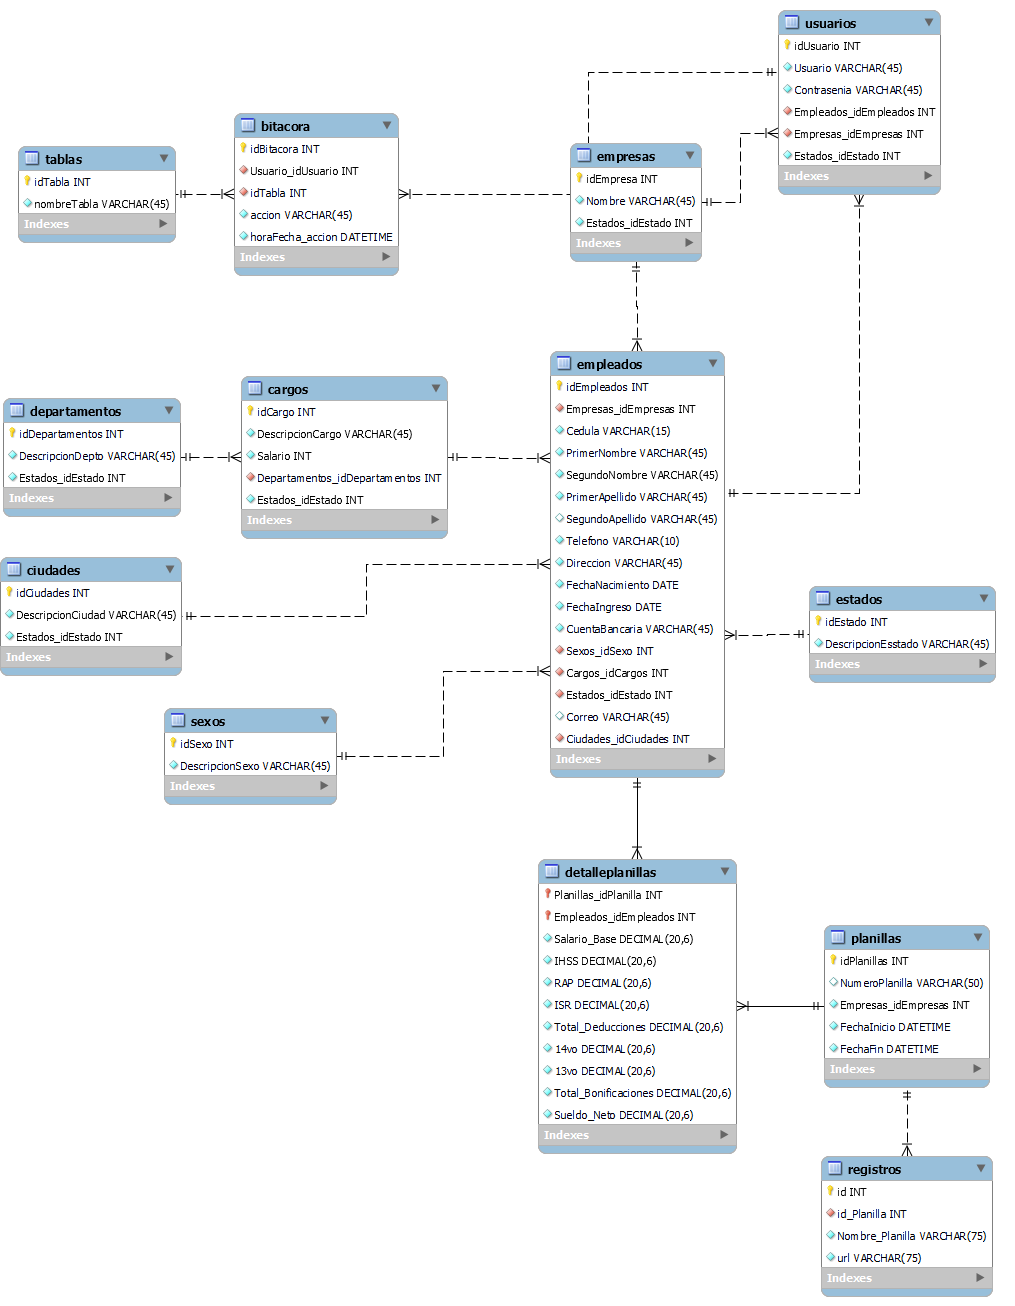 usuarios
idUsuario INT
Usuario VARCHAR(45)
Contrasenia VARCHAR(45)
Empleados_idEmpleados INT
Empresas_idEmpresas INT
Estados_idEstado INT
Indexes
bitacora
idBitacora INT
Usuario_idUsuario INT
idTabla INT
accion VARCHAR(45)
horaFecha_accion DATETIME
Indexes
tablas
idTabla INT
nombreTabla VARCHAR(45)
Indexes
empresas
idEmpresa INT
Nombre VARCHAR(45)
Estados_idEstado INT
Indexes
empleados
idEmpleados INT
Empresas_idEmpresas INT
Cedula VARCHAR(15)
PrimerNombre VARCHAR(45)
SegundoNombre VARCHAR(45)
PrimerApellido VARCHAR(45)
SegundoApellido VARCHAR(45)
Telefono VARCHAR(10)
Direccion VARCHAR(45)
FechaNacimiento DATE
FechaIngreso DATE
CuentaBancaria VARCHAR(45)
Sexos_idSexo INT
Cargos_idCargos INT
Estados_idEstado INT
Correo VARCHAR(45)
Ciudades_idCiudades INT
Indexes
cargos
idCargo INT
DescripcionCargo VARCHAR(45)
Salario INT
Departamentos_idDepartamentos INT
Estados_idEstado INT
Indexes
departamentos
idDepartamentos INT
DescripcionDepto VARCHAR(45)
Estados_idEstado INT
Indexes
ciudades
idCiudades INT
DescripcionCiudad VARCHAR(45)
Estados_idEstado INT
Indexes
estados
idEstado INT
DescripcionEsstado VARCHAR(45)
Indexes
sexos
idSexo INT
DescripcionSexo VARCHAR(45)
Indexes
detalleplanillas
Planillas_idPlanilla INT
Empleados_idEmpleados INT
Salario_Base DECIMAL(20,6)
IHSS DECIMAL(20,6)
RAP DECIMAL(20,6)
ISR DECIMAL(20,6)
Total_Deducciones DECIMAL(20,6)
14vo DECIMAL(20,6)
13vo DECIMAL(20,6)
Total_Bonificaciones DECIMAL(20,6)
Sueldo_Neto DECIMAL(20,6)
Indexes
planillas
idPlanillas INT
NumeroPlanilla VARCHAR(50)
Empresas_idEmpresas INT
FechaInicio DATETIME
FechaFin DATETIME
Indexes
registros
id INT
id_Planilla INT
Nombre_Planilla VARCHAR(75)
url VARCHAR(75)
Indexes